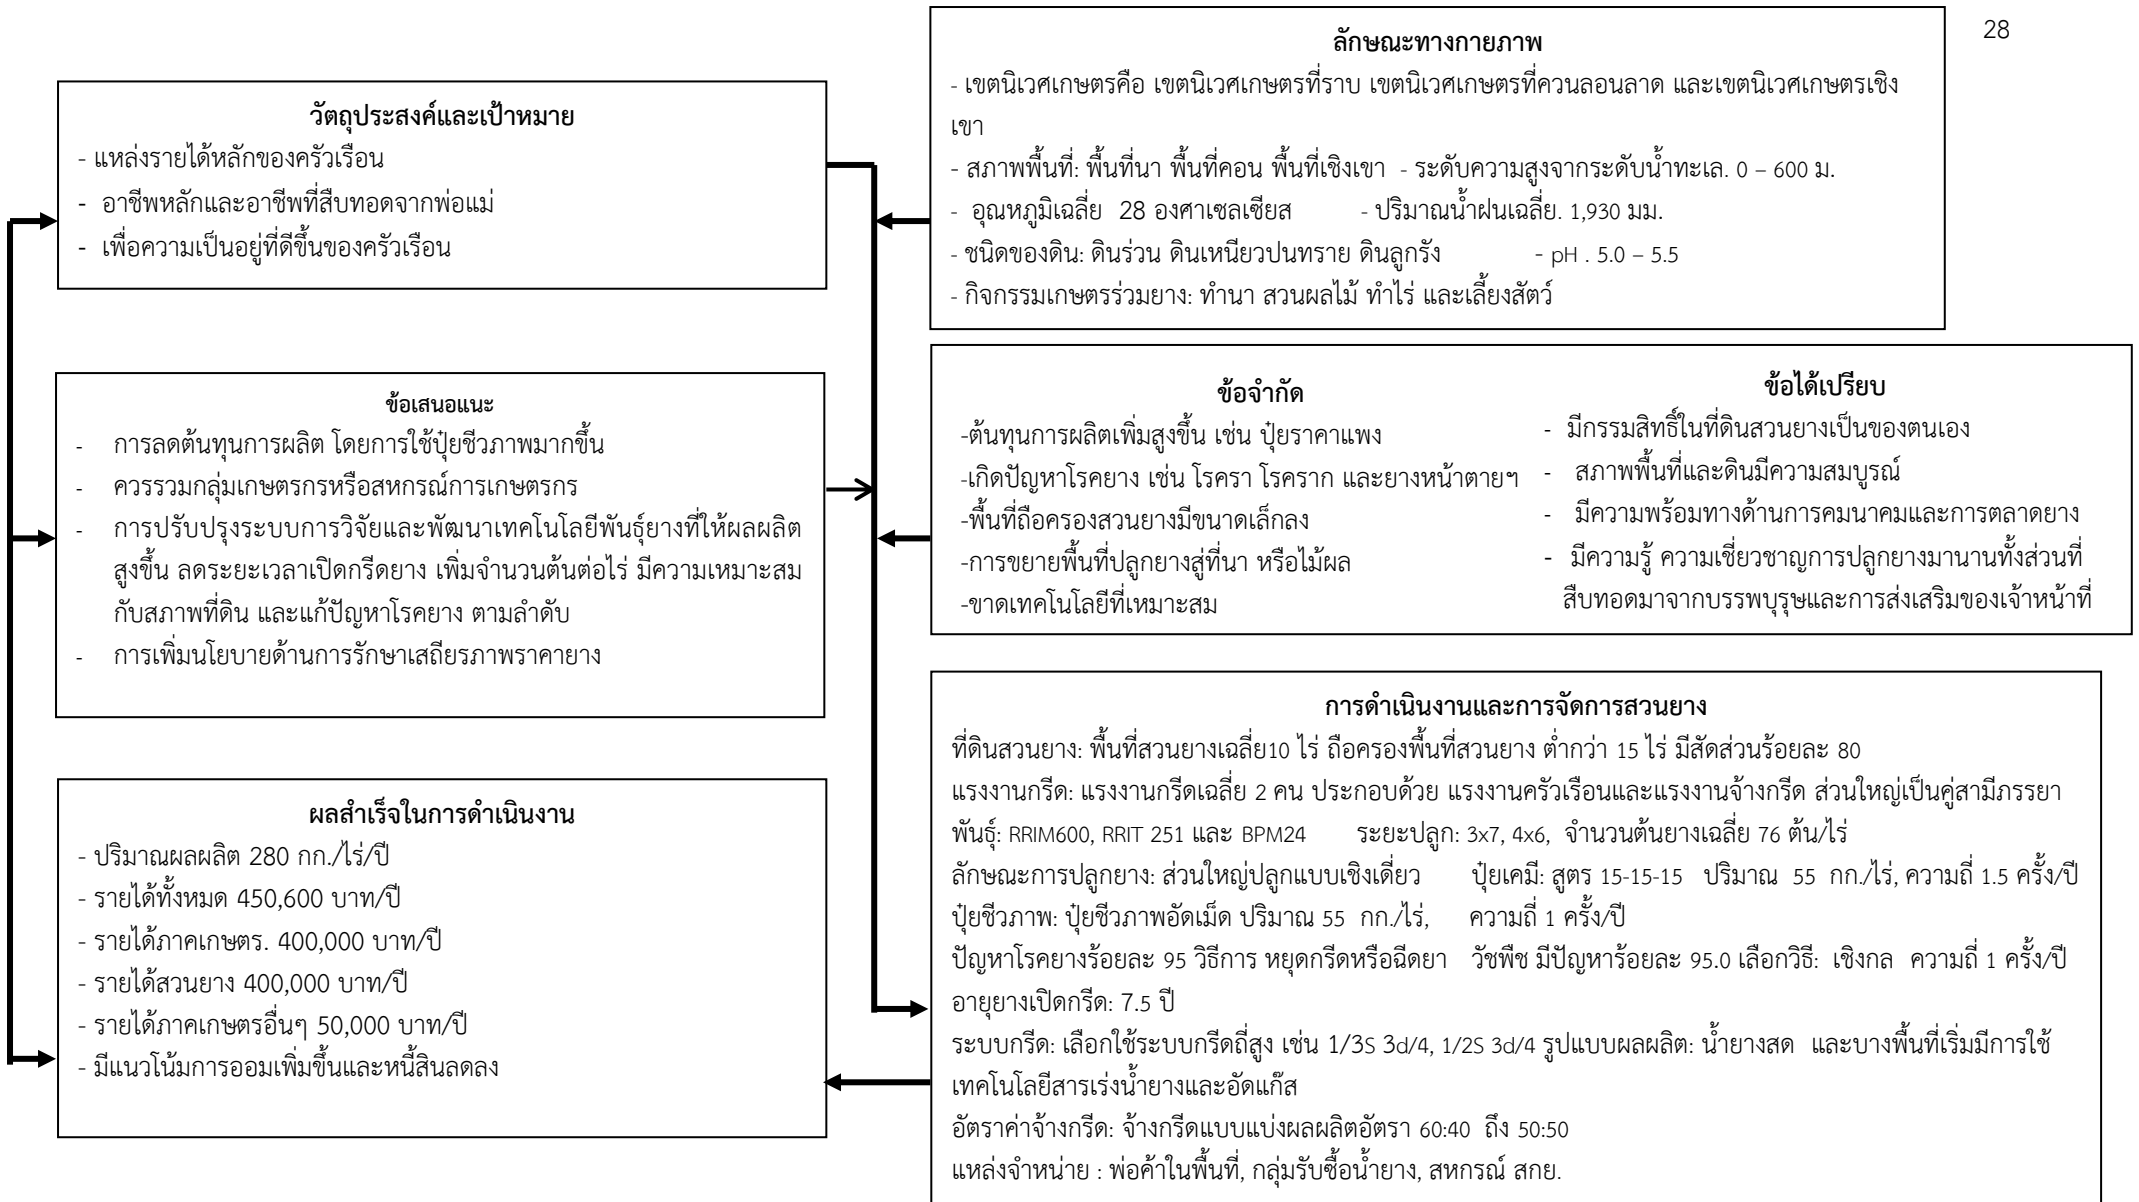 28
วัตถุประสงค์และเป้าหมาย
- แหล่งรายได้หลักของครัวเรือน
- อาชีพหลักและอาชีพที่สืบทอดจากพ่อแม่
- เพื่อความเป็นอยู่ที่ดีขึ้นของครัวเรือน
ข้อเสนอแนะ
- การลดต้นทุนการผลิต โดยการใช้ปุ๋ยชีวภาพมากขึ้น
- ควรรวมกลุ่มเกษตรกรหรือสหกรณ์การเกษตรกร
- การปรับปรุงระบบการวิจัยและพัฒนาเทคโนโลยีพันธุ์ยางที่ให้ผลผลิต
สูงขึ้น ลดระยะเวลาเปิดกรีดยาง เพิ่มจำนวนต้นต่อไร่ มีความเหมาะสม
กับสภาพที่ดิน และแก้ปัญหาโรคยาง ตามลำดับ
- การเพิ่มนโยบายด้านการรักษาเสถียรภาพราคายาง
ผลสำเร็จในการดำเนินงาน
- ปริมาณผลผลิต 280 กก./ไร่/ปี
- รายได้ทั้งหมด 450,600 บาท/ปี
- รายได้ภาคเกษตร. 400,000 บาท/ปี
- รายได้สวนยาง 400,000 บาท/ปี
- รายได้ภาคเกษตรอื่นๆ 50,000 บาท/ปี
- มีแนวโน้มการออมเพิ่มขึ้นและหนี้สินลดลง
ลักษณะทางกายภาพ
- เขตนิเวศเกษตรคือ เขตนิเวศเกษตรที่ราบ เขตนิเวศเกษตรที่ควนลอนลาด และเขตนิเวศเกษตรเชิง
เขา
- สภาพพื้นที่: พื้นที่นา พื้นที่คอน พื้นที่เชิงเขา - ระดับความสูงจากระดับน้ำทะเล. 0 – 600 ม.
- อุณหภูมิเฉลี่ย 28 องศาเซลเซียส - ปริมาณน้ำฝนเฉลี่ย. 1,930 มม.
- ชนิดของดิน: ดินร่วน ดินเหนียวปนทราย ดินลูกรัง - pH . 5.0 – 5.5
- กิจกรรมเกษตรร่วมยาง: ทำนา สวนผลไม้ ทำไร่ และเลี้ยงสัตว์
ข้อจำกัด
-ต้นทุนการผลิตเพิ่มสูงขึ้น เช่น ปุ๋ยราคาแพง
-เกิดปัญหาโรคยาง เช่น โรครา โรคราก และยางหน้าตายฯ
-พื้นที่ถือครองสวนยางมีขนาดเล็กลง
-การขยายพื้นที่ปลูกยางสู่ที่นา หรือไม้ผล
-ขาดเทคโนโลยีที่เหมาะสม
ข้อได้เปรียบ
- มีกรรมสิทธิ์ในที่ดินสวนยางเป็นของตนเอง
- สภาพพื้นที่และดินมีความสมบูรณ์
- มีความพร้อมทางด้านการคมนาคมและการตลาดยาง
- มีความรู้ ความเชี่ยวชาญการปลูกยางมานานทั้งส่วนที่
สืบทอดมาจากบรรพบุรุษและการส่งเสริมของเจ้าหน้าที่
การดำเนินงานและการจัดการสวนยาง
ที่ดินสวนยาง: พื้นที่สวนยางเฉลี่ย10 ไร่ ถือครองพื้นที่สวนยาง ต่ำกว่า 15 ไร่ มีสัดส่วนร้อยละ 80
แรงงานกรีด: แรงงานกรีดเฉลี่ย 2 คน ประกอบด้วย แรงงานครัวเรือนและแรงงานจ้างกรีด ส่วนใหญ่เป็นคู่สามีภรรยา
พันธุ์: RRIM600, RRIT 251 และ BPM24 ระยะปลูก: 3x7, 4x6, จำนวนต้นยางเฉลี่ย 76 ต้น/ไร่
ลักษณะการปลูกยาง: ส่วนใหญ่ปลูกแบบเชิงเดี่ยว ปุ๋ยเคมี: สูตร 15-15-15 ปริมาณ 55 กก./ไร่, ความถี่ 1.5 ครั้ง/ปี
ปุ๋ยชีวภาพ: ปุ๋ยชีวภาพอัดเม็ด ปริมาณ 55 กก./ไร่, ความถี่ 1 ครั้ง/ปี
ปัญหาโรคยางร้อยละ 95 วิธีการ หยุดกรีดหรือฉีดยา วัชพืช มีปัญหาร้อยละ 95.0 เลือกวิธี: เชิงกล ความถี่ 1 ครั้ง/ปี
อายุยางเปิดกรีด: 7.5 ปี
ระบบกรีด: เลือกใช้ระบบกรีดถี่สูง เช่น 1/3S 3d/4, 1/2S 3d/4 รูปแบบผลผลิต: น้ำยางสด และบางพื้นที่เริ่มมีการใช้
เทคโนโลยีสารเร่งน้ำยางและอัดแก๊ส
อัตราค่าจ้างกรีด: จ้างกรีดแบบแบ่งผลผลิตอัตรา 60:40 ถึง 50:50
แหล่งจำหน่าย : พ่อค้าในพื้นที่, กลุ่มรับซื้อน้ำยาง, สหกรณ์ สกย.